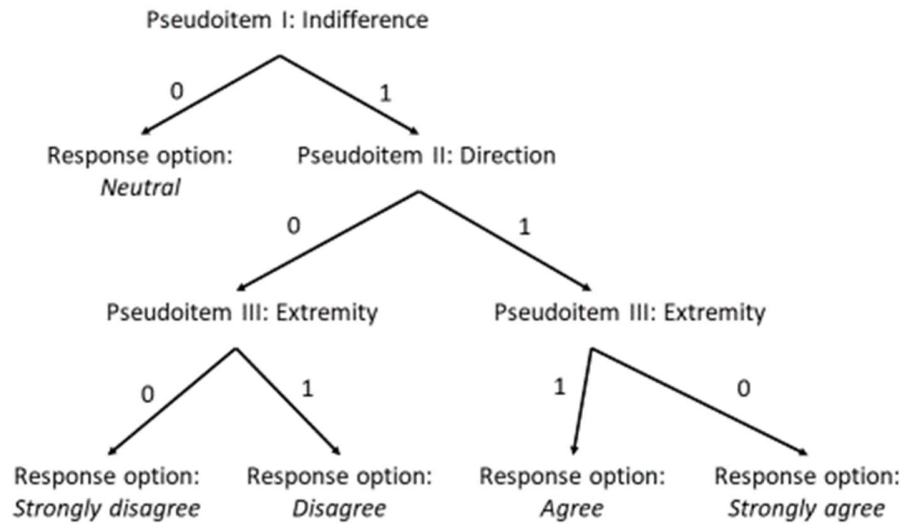 Pseudoitem I: Indifference
0
1
Response option:
Neutral
Pseudoitem II: Direction
0
1
Pseudoitem III: Extremity
Pseudoitem III: Extremity
0
1
1
0
Response option:
Strongly disagree
Response option:
Disagree
Response option:
Agree
Response option:
Strongly agree